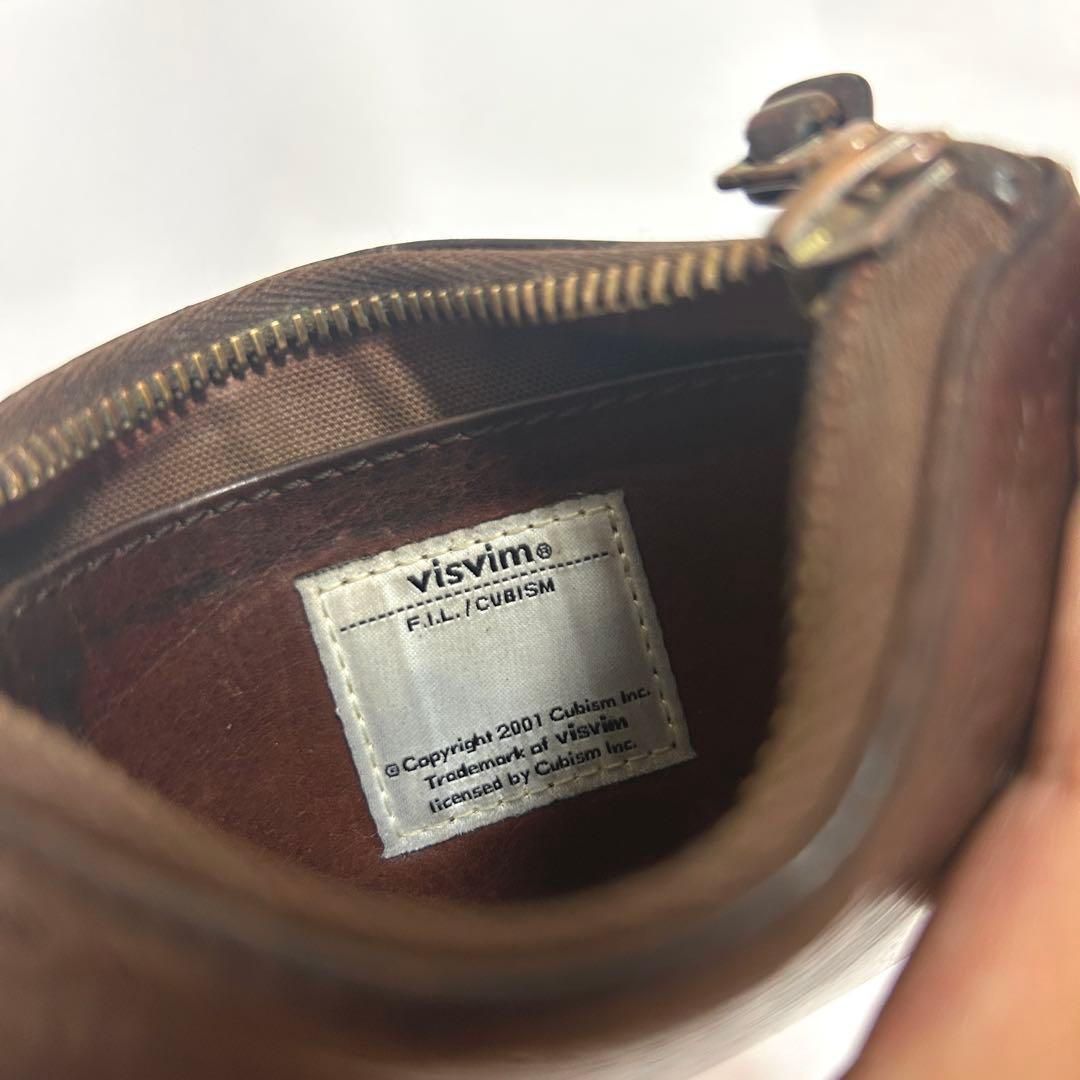 visvim®
F.I.L./CUBISM
©Copyright 2001 Cubism Inc.
Trademark of visvim
licensed by Cubism Inc.